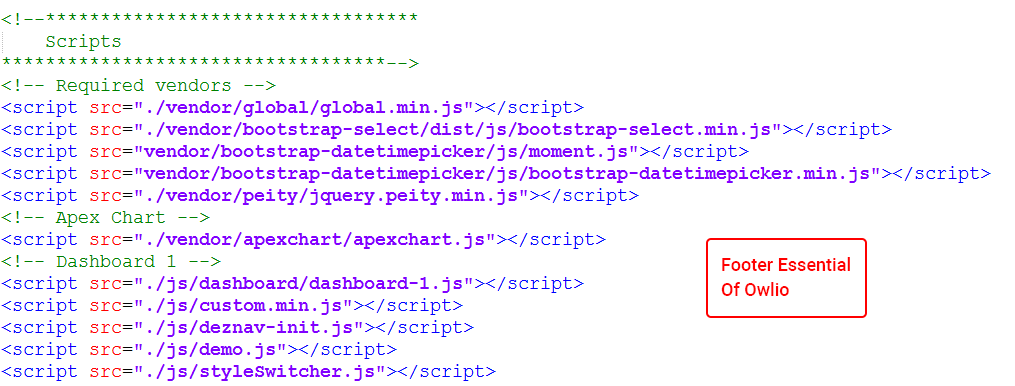 <!--**********************************
    Scripts
***********************************-->
<!-- Required vendors -->
<script src="./vendor/global/global.min.js"></script>
<script src="./vendor/bootstrap-select/dist/js/bootstrap-select.min.js"></script>
<script src="vendor/bootstrap-datetimepicker/js/moment.js"></script>
<script src="vendor/bootstrap-datetimepicker/js/bootstrap-datetimepicker.min.js"></script>
<script src="./vendor/peity/jquery.peity.min.js"></script>
<!-- Apex Chart -->
<script src="./vendor/apexchart/apexchart.js"></script>
<!-- Dashboard 1 -->
<script src="./js/dashboard/dashboard-1.js"></script>
<script src="./js/custom.min.js"></script>
<script src="./js/deznav-init.js"></script>
<script src="./js/demo.js"></script>
<script src="./js/styleSwitcher.js"></script>
Footer Essential
Of Owlio